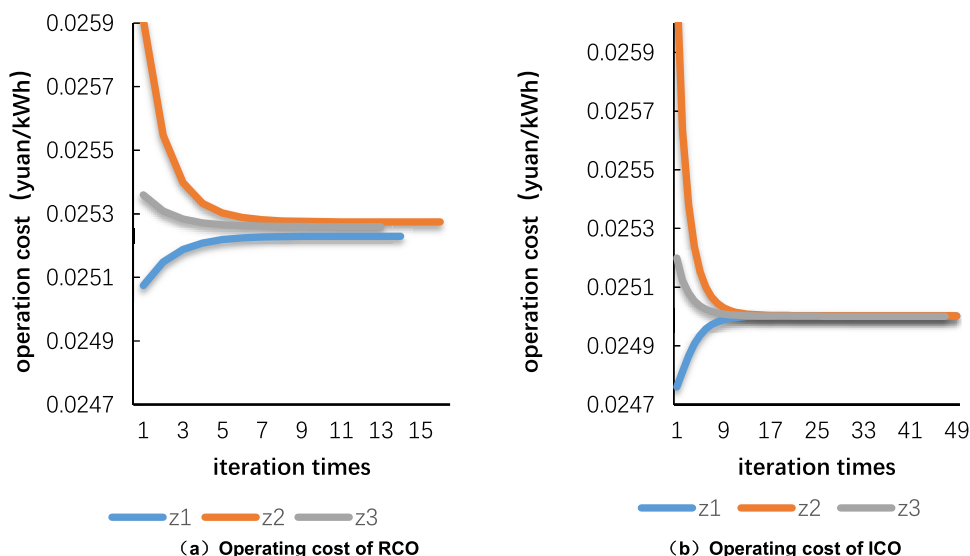 operation cost (yuan/kWh)
0.0259
0.0257
0.0255
0.0253
0.0251
0.0249
0.0247
1 3 5 7 9 11 13 15
iteration times
z1 z2 z3
（a）Operating cost of RCO
operation cost (yuan/kWh)
0.0259
0.0257
0.0255
0.0253
0.0251
0.0249
0.0247
1 9 17 25 33 41 49
iteration times
z1 z2 z3
（b）Operating cost of ICO